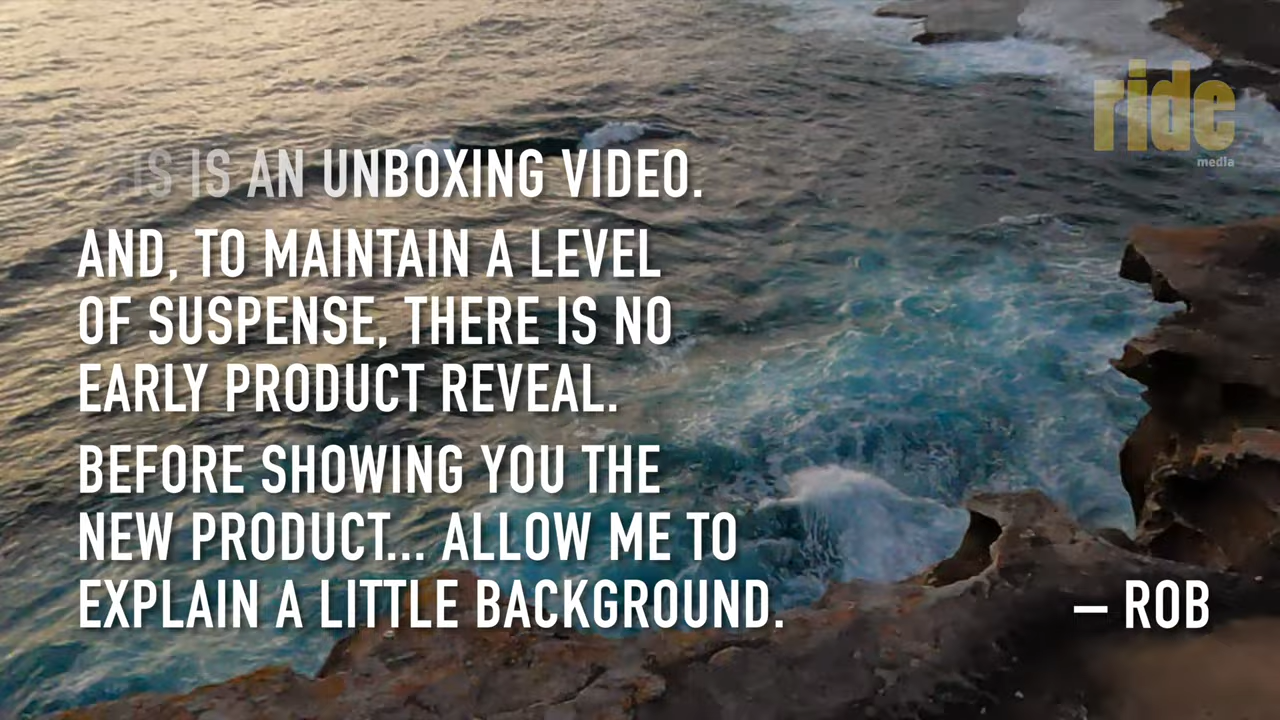 ride
media
IS IS AN UNBOXING VIDEO.
AND, TO MAINTAIN A LEVEL
OF SUSPENSE, THERE IS NO
EARLY PRODUCT REVEAL.
BEFORE SHOWING YOU THE
NEW PRODUCT... ALLOW ME TO
EXPLAIN A LITTLE BACKGROUND.
– ROB